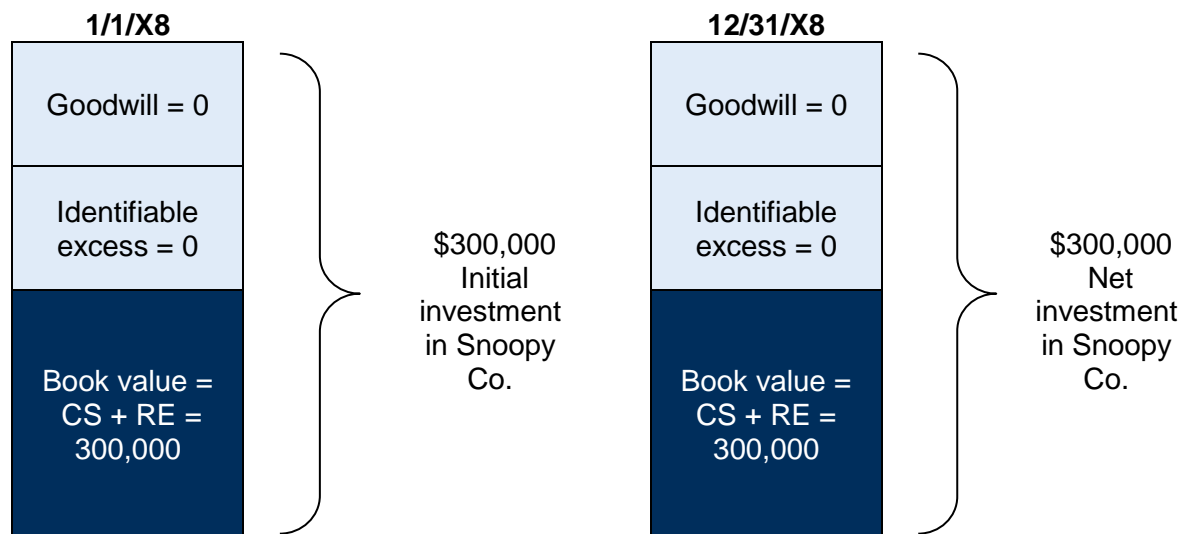 1/1/X8
Goodwill = 0
Identifiable
excess = 0
Book value =
CS + RE =
300,000
$300,000
Initial
investment
in Snoopy
Co.
12/31/X8
Goodwill = 0
Identifiable
excess = 0
Book value =
CS + RE =
300,000
$300,000
Net
investment
in Snoopy
Co.